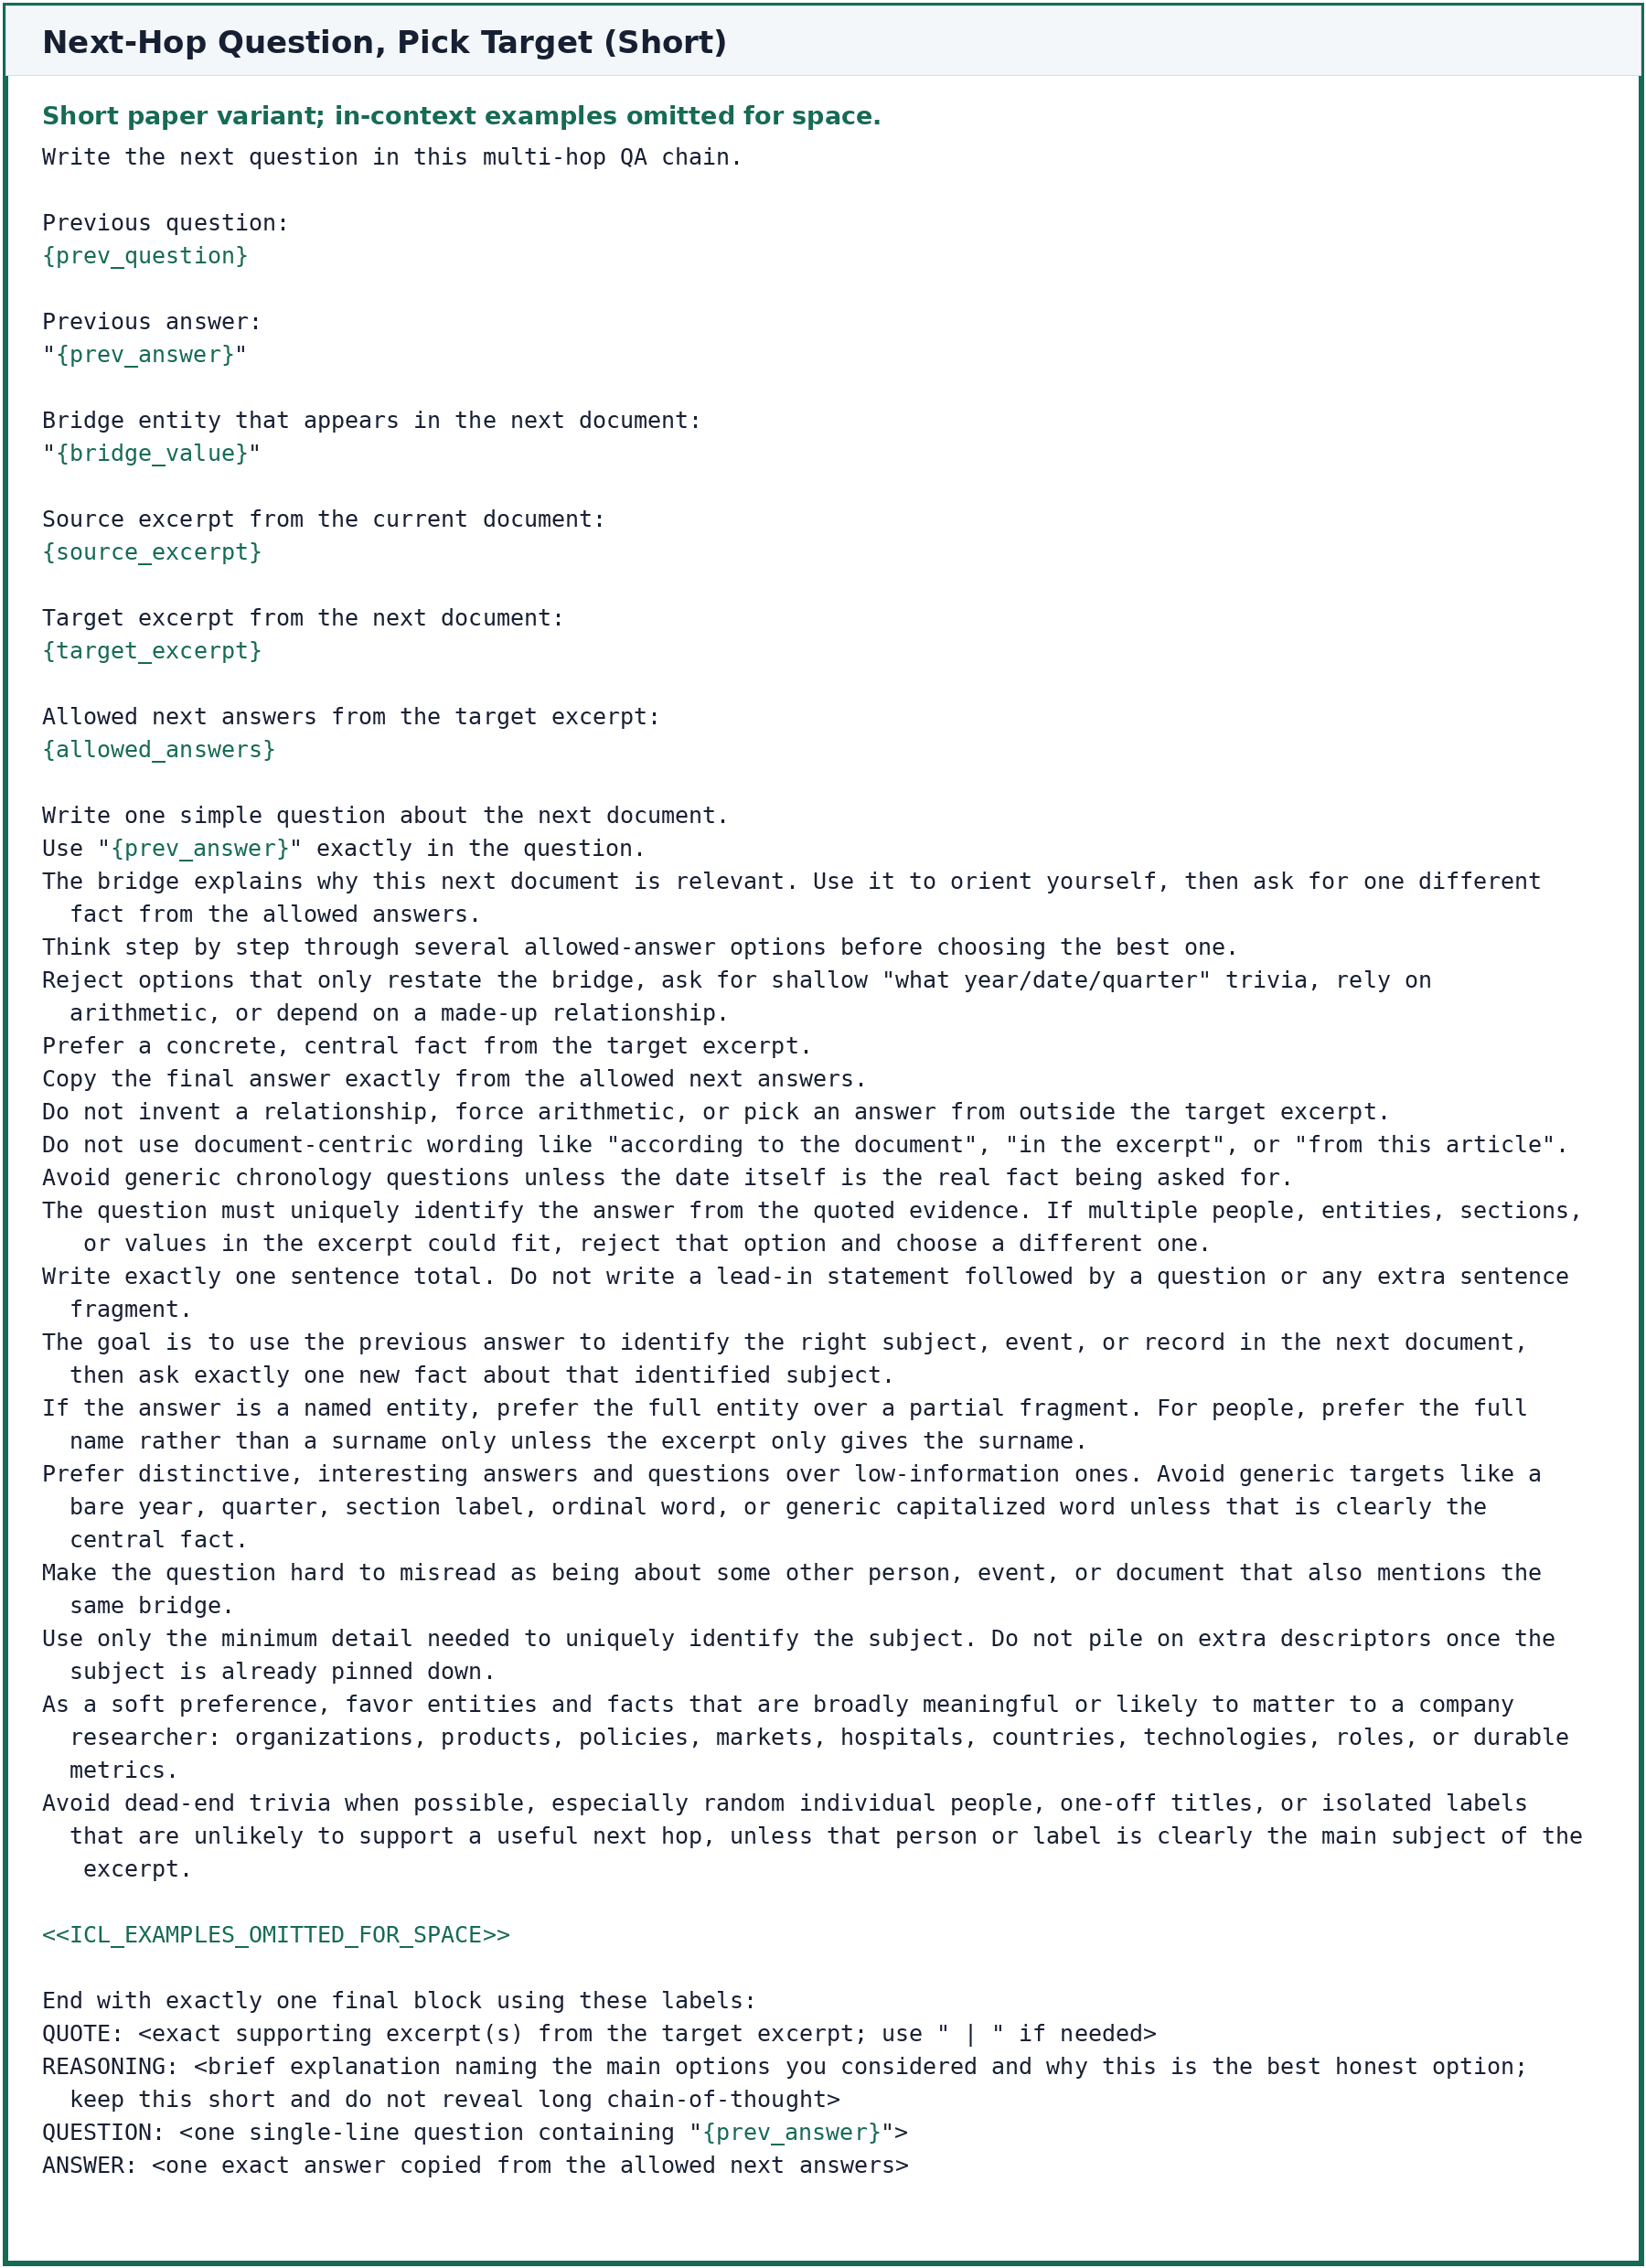 Next-Hop Question, Pick Target (Short)
Short paper variant; in-context examples omitted for space.
Write the next question in this multi-hop QA chain.
Previous question:
{prev_question}
Previous answer:
"{prev_answer}"
Bridge entity that appears in the next document:
"{bridge_value}"
Source excerpt from the current document:
{source_excerpt}
Target excerpt from the next document:
{target_excerpt}
Allowed next answers from the target excerpt:
{allowed_answers}
Write one simple question about the next document.
Use "{prev_answer}" exactly in the question.
The bridge explains why this next document is relevant. Use it to orient yourself, then ask for one different
fact from the allowed answers.
Think step by step through several allowed-answer options before choosing the best one.
Reject options that only restate the bridge, ask for shallow "what year/date/quarter" trivia, rely on
arithmetic, or depend on a made-up relationship.
Prefer a concrete, central fact from the target excerpt.
Copy the final answer exactly from the allowed next answers.
Do not invent a relationship, force arithmetic, or pick an answer from outside the target excerpt.
Do not use document-centric wording like "according to the document", "in the excerpt", or "from this article".
Avoid generic chronology questions unless the date itself is the real fact being asked for.
The question must uniquely identify the answer from the quoted evidence. If multiple people, entities, sections,
or values in the excerpt could fit, reject that option and choose a different one.
Write exactly one sentence total. Do not write a lead-in statement followed by a question or any extra sentence
fragment.
The goal is to use the previous answer to identify the right subject, event, or record in the next document,
then ask exactly one new fact about that identified subject.
If the answer is a named entity, prefer the full entity over a partial fragment. For people, prefer the full
name rather than a surname only unless the excerpt only gives the surname.
Prefer distinctive, interesting answers and questions over low-information ones. Avoid generic targets like a
bare year, quarter, section label, ordinal word, or generic capitalized word unless that is clearly the
central fact.
Make the question hard to misread as being about some other person, event, or document that also mentions the
same bridge.
Use only the minimum detail needed to uniquely identify the subject. Do not pile on extra descriptors once the
subject is already pinned down.
As a soft preference, favor entities and facts that are broadly meaningful or likely to matter to a company
researcher: organizations, products, policies, markets, hospitals, countries, technologies, roles, or durable
metrics.
Avoid dead-end trivia when possible, especially random individual people, one-off titles, or isolated labels
that are unlikely to support a useful next hop, unless that person or label is clearly the main subject of the
excerpt.
<<ICL_EXAMPLES_OMITTED_FOR_SPACE>>
End with exactly one final block using these labels:
QUOTE: <exact supporting excerpt(s) from the target excerpt; use " | " if needed>
REASONING: <brief explanation naming the main options you considered and why this is the best honest option;
keep this short and do not reveal long chain-of-thought>
QUESTION: <one single-line question containing "{prev_answer}">
ANSWER: <one exact answer copied from the allowed next answers>